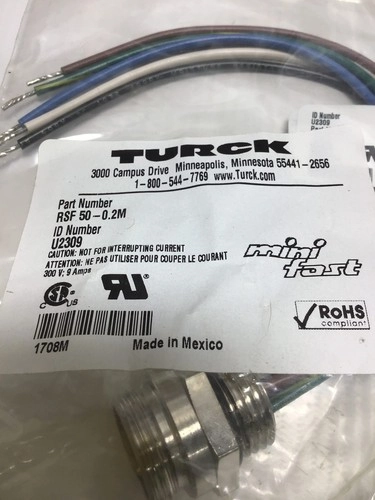 TURCK
3000 Campus Drive Minneapolis, Minnesota 55441-2656
1-800-544-7769 www.Turck.com
Part Number
RSF 50-0.2M
ID Number
U2309
CAUTION: NOT FOR INTERRUPTING CURRENT
ATTENTION: NE PAS UTILISER POUR COUPER LE COURANT
300 V; 9 Amps
mini
fast
C US
RoHS
compliant
1708M
Made in Mexico
ID Number
U2309